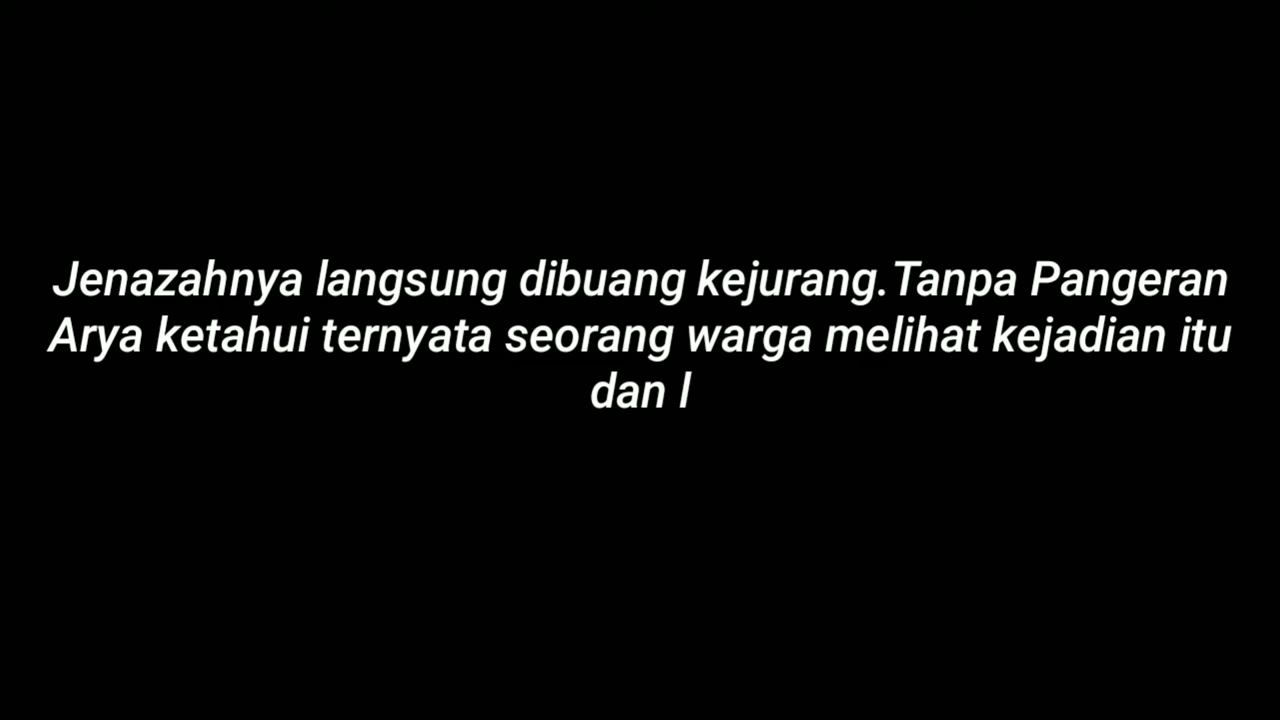 Jenazahnya langsung dibuang kejurang.Tanpa Pangeran
Arya ketahui ternyata seorang warga melihat kejadian itu
dan l